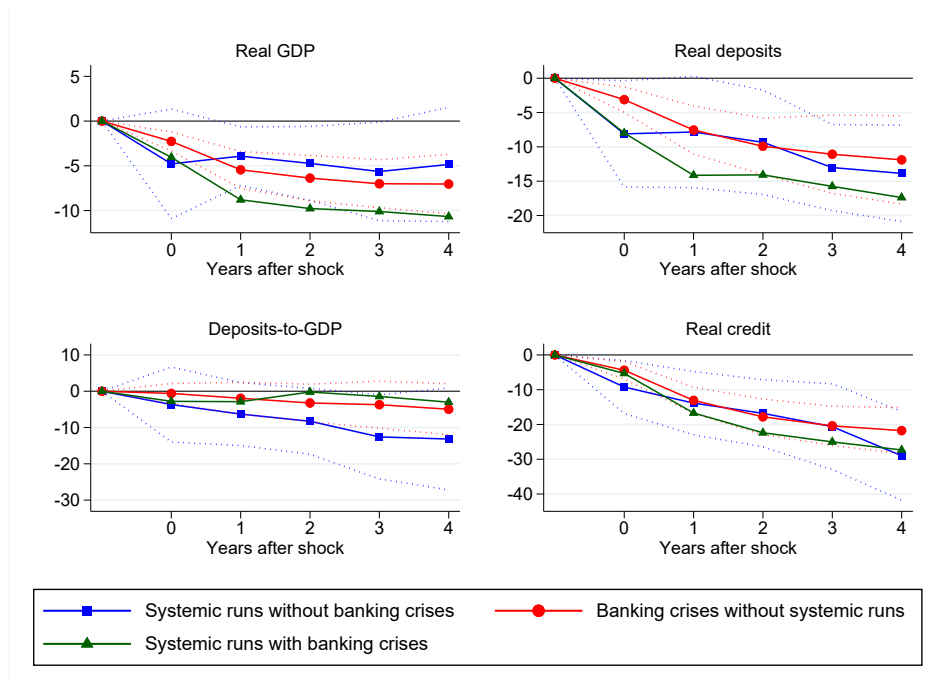 Real GDP
5
0
-5
-10
0 1 2 3 4
Years after shock
Real deposits
0
-5
-10
-15
-20
0 1 2 3 4
Years after shock
Deposits-to-GDP
10
0
-10
-20
-30
0 1 2 3 4
Years after shock
Real credit
0
-10
-20
-30
-40
0 1 2 3 4
Years after shock
Systemic runs without banking crises
Banking crises without systemic runs
Systemic runs with banking crises